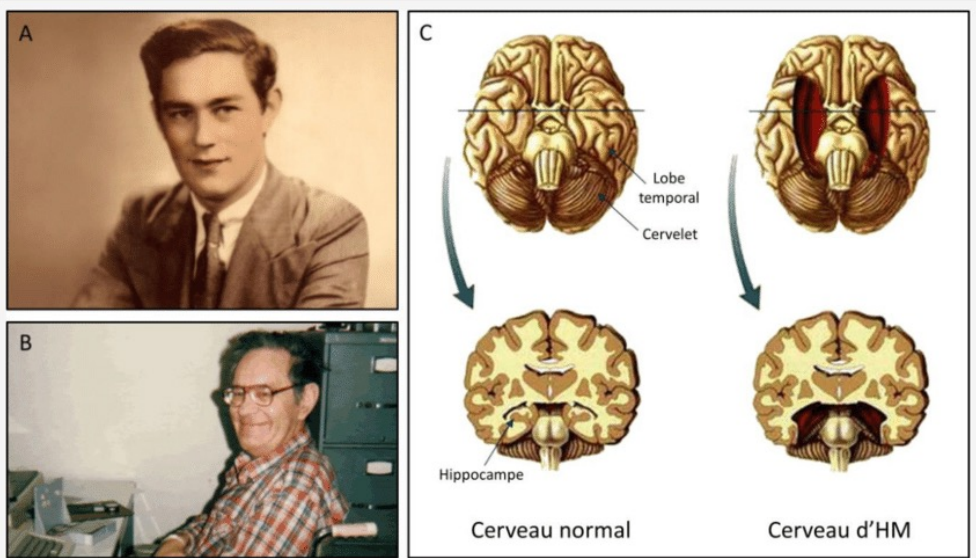 A
B
C
Lobe
temporal
Cervelet
Hippocampe
Cerveau normal
Cerveau d'HM